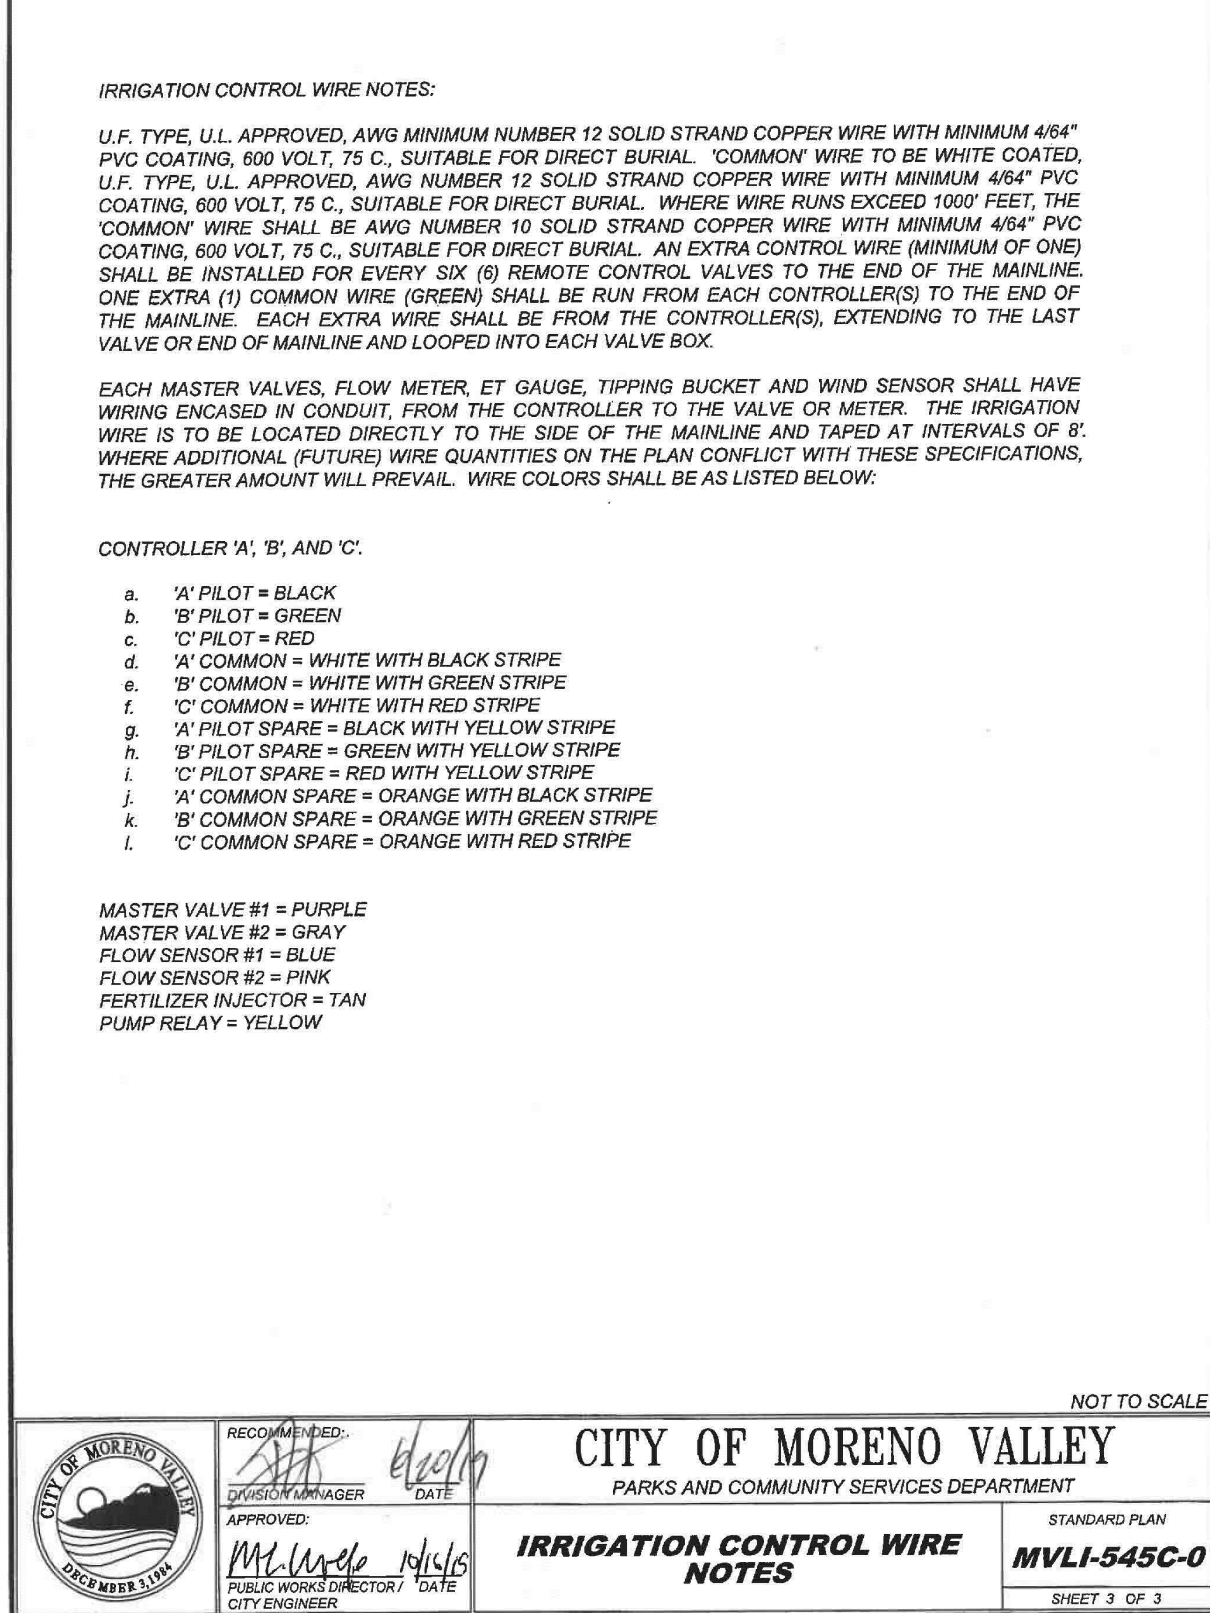 IRRIGATION CONTROL WIRE NOTES:
U.F. TYPE, U.L. APPROVED, AWG MINIMUM NUMBER 12 SOLID STRAND COPPER WIRE WITH MINIMUM 4/64"
PVC COATING, 600 VOLT, 75 C., SUITABLE FOR DIRECT BURIAL. 'COMMON' WIRE TO BE WHITE COATED,
U.F. TYPE, U.L. APPROVED, AWG NUMBER 12 SOLID STRAND COPPER WIRE WITH MINIMUM 4/64" PVC
COATING, 600 VOLT, 75 C., SUITABLE FOR DIRECT BURIAL. WHERE WIRE RUNS EXCEED 1000' FEET, THE
'COMMON' WIRE SHALL BE AWG NUMBER 10 SOLID STRAND COPPER WIRE WITH MINIMUM 4/64" PVC
COATING, 600 VOLT, 75 C., SUITABLE FOR DIRECT BURIAL. AN EXTRA CONTROL WIRE (MINIMUM OF ONE)
SHALL BE INSTALLED FOR EVERY SIX (6) REMOTE CONTROL VALVES TO THE END OF THE MAINLINE.
ONE EXTRA (1) COMMON WIRE (GREEN) SHALL BE RUN FROM EACH CONTROLLER(S) TO THE END OF
THE MAINLINE. EACH EXTRA WIRE SHALL BE FROM THE CONTROLLER(S), EXTENDING TO THE LAST
VALVE OR END OF MAINLINE AND LOOPED INTO EACH VALVE BOX.
EACH MASTER VALVES, FLOW METER, ET GAUGE, TIPPING BUCKET AND WIND SENSOR SHALL HAVE
WIRING ENCASED IN CONDUIT, FROM THE CONTROLLER TO THE VALVE OR METER. THE IRRIGATION
WIRE IS TO BE LOCATED DIRECTLY TO THE SIDE OF THE MAINLINE AND TAPED AT INTERVALS OF 8'.
WHERE ADDITIONAL (FUTURE) WIRE QUANTITIES ON THE PLAN CONFLICT WITH THESE SPECIFICATIONS,
THE GREATER AMOUNT WILL PREVAIL. WIRE COLORS SHALL BE AS LISTED BELOW:
CONTROLLER 'A', 'B', AND 'C'.
a. 'A' PILOT = BLACK
b. 'B' PILOT = GREEN
c. 'C' PILOT = RED
d. 'A' COMMON = WHITE WITH BLACK STRIPE
e. 'B' COMMON = WHITE WITH GREEN STRIPE
f. 'C' COMMON = WHITE WITH RED STRIPE
g. 'A' PILOT SPARE = BLACK WITH YELLOW STRIPE
h. 'B' PILOT SPARE = GREEN WITH YELLOW STRIPE
i. 'C' PILOT SPARE = RED WITH YELLOW STRIPE
j. 'A' COMMON SPARE = ORANGE WITH BLACK STRIPE
k. 'B' COMMON SPARE = ORANGE WITH GREEN STRIPE
l. 'C' COMMON SPARE = ORANGE WITH RED STRIPE
MASTER VALVE #1 = PURPLE
MASTER VALVE #2 = GRAY
FLOW SENSOR #1 = BLUE
FLOW SENSOR #2 = PINK
FERTILIZER INJECTOR = TAN
PUMP RELAY = YELLOW
NOT TO SCALE
CITY OF MORENO VALLEY
DECEMBER 3, 1984
RECOMMENDED:
DIVISION MANAGER DATE
APPROVED:
PUBLIC WORKS DIRECTOR / DATE
CITY ENGINEER
CITY OF MORENO VALLEY
PARKS AND COMMUNITY SERVICES DEPARTMENT
IRRIGATION CONTROL WIRE
NOTES
STANDARD PLAN
MVLI-545C-0
SHEET 3 OF 3